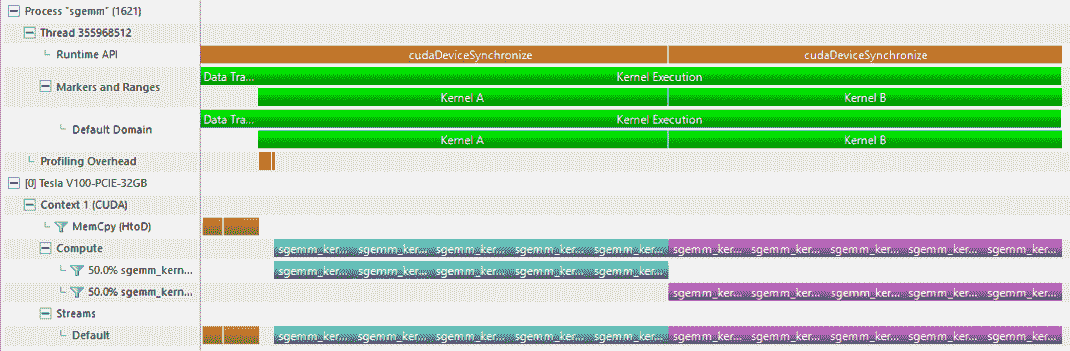 Process "sgemm" (1621)
Thread 355968512
Runtime API cudaDeviceSynchronize cudaDeviceSynchronize
Data Tra... Kernel Execution
Markers and Ranges
Kernel A Kernel B
Data Tra... Kernel Execution
Default Domain
Kernel A Kernel B
Profiling Overhead
[0] Tesla V100-PCIE-32GB
Context 1 (CUDA)
MemCpy (HtoD)
Compute sgemm_ker... sgemm_ker... sgemm_ker... sgemm_ker... sgemm_ker... sgemm_ker... sgemm_ker... sgemm_ker... sgemm_ker... sgemm_ker...
50.0% sgemm_kern... sgemm_ker... sgemm_ker... sgemm_ker... sgemm_ker... sgemm_ker...
50.0% sgemm_kern... sgemm_ker... sgemm_ker... sgemm_ker... sgemm_ker... sgemm_ker...
Streams
Default sgemm_ker... sgemm_ker... sgemm_ker... sgemm_ker... sgemm_ker... sgemm_ker... sgemm_ker... sgemm_ker... sgemm_ker... sgemm_ker...